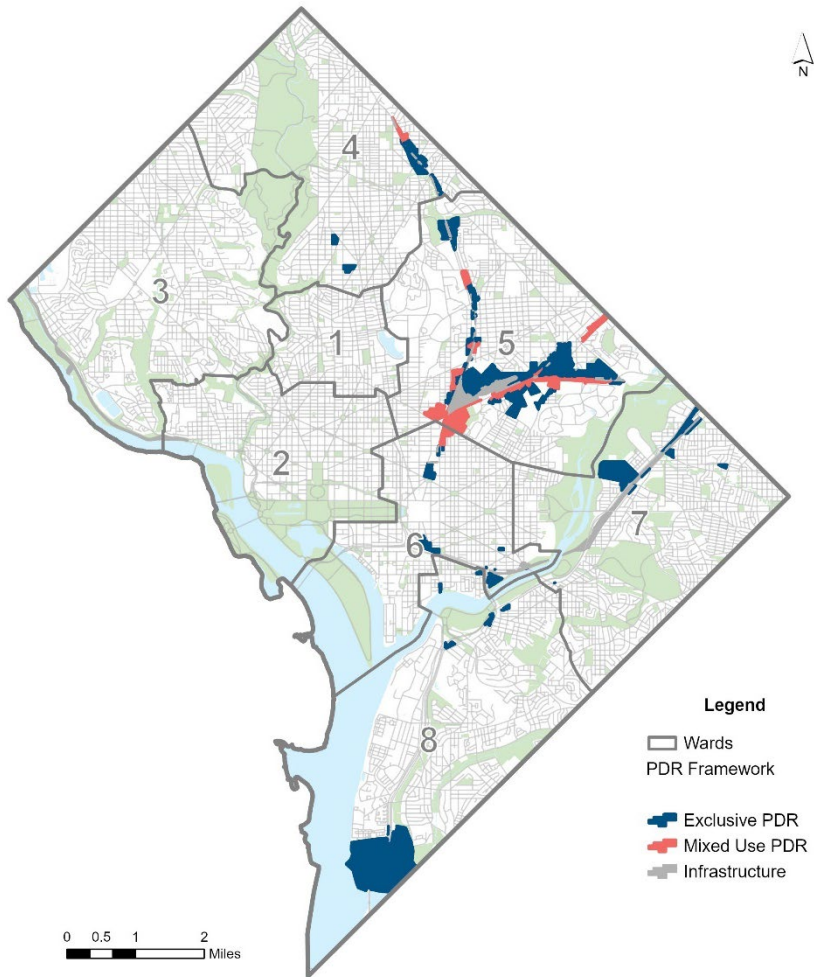 N
4
3
5
1
2
7
6
8
Legend
Wards
PDR Framework
Exclusive PDR
Mixed Use PDR
Infrastructure
0 0.5 1 2
Miles